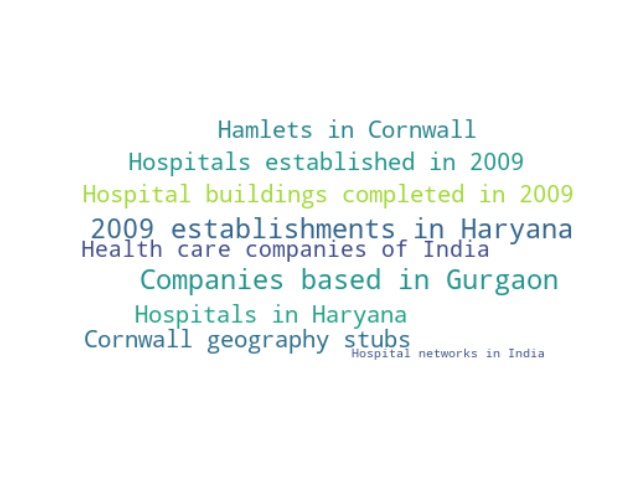 Hamlets in Cornwall
Hospitals established in 2009
Hospital buildings completed in 2009
2009 establishments in Haryana
Health care companies of India
Companies based in Gurgaon
Hospitals in Haryana
Cornwall geography stubs
Hospital networks in India